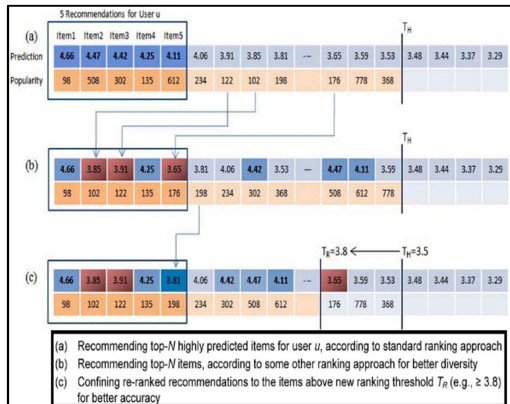 5 Recommendations for User u
T_H
(a) Item1 Item2 Item3 Item4 Item5
Prediction 4.66 4.47 4.42 4.25 4.11 4.06 3.91 3.85 3.81 ... 3.65 3.59 3.53 3.48 3.44 3.37 3.29
Popularity 98 508 302 135 612 234 122 102 198 176 778 368
T_H
(b) 4.66 3.85 3.91 4.25 3.65 3.81 4.06 4.42 3.53 ... 4.47 4.11 3.59 3.48 3.44 3.37 3.29
98 102 122 135 176 198 234 302 368 508 612 778
T_R=3.8 T_H=3.5
(c) 4.66 3.85 3.91 4.25 3.81 4.06 4.42 4.47 4.11 ... 3.65 3.59 3.53 3.48 3.44 3.37 3.29
98 102 122 135 198 234 302 508 612 176 778 368
(a) Recommending top-N highly predicted items for user u, according to standard ranking approach
(b) Recommending top-N items, according to some other ranking approach for better diversity
(c) Confining re-ranked recommendations to the items above new ranking threshold T_R (e.g., ≥ 3.8)
for better accuracy